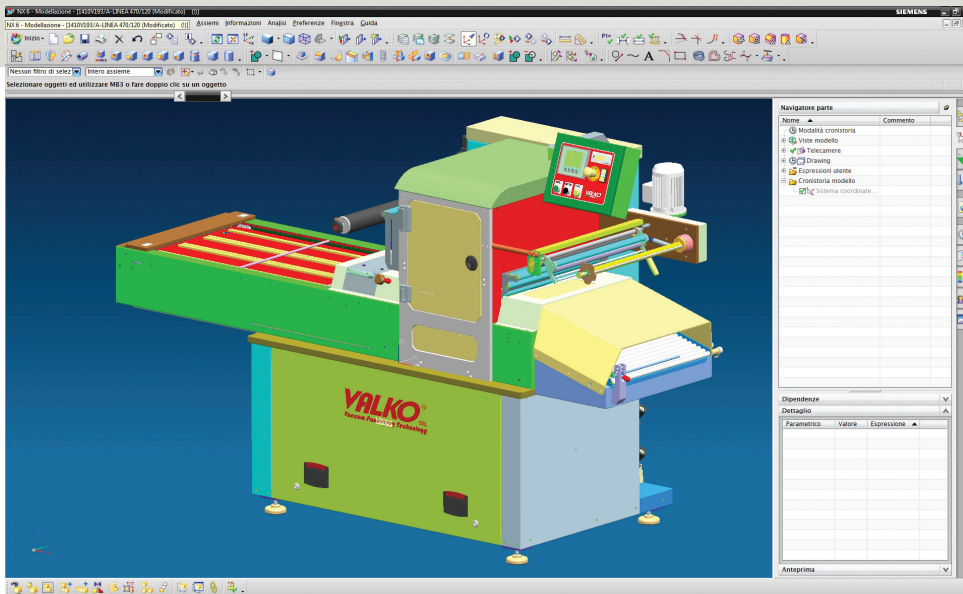 NX 6 - Modellazione - [1410V193/A-LINEA 470/120 (Modificato) (!)]
SIEMENS
NX 6 - Modellazione - [1410V193/A-LINEA 470/120 (Modificato) (!)]
Assiemi Informazioni Analisi Preferenze Finestra Guida
Inizio
Nessun filtro di selez
Intero assieme
Selezionare oggetti ed utilizzare MB3 o fare doppio clic su un oggetto
Navigatore parte
Nome Commento
Modalità cronistoria
Viste modello
Telecamere
Drawing
Espressioni utente
Cronistoria modello
Sistema coordinate...
VALKO
VALKO®
SRL
Vacuum Packaging Technology
Dipendenze
Dettaglio
Parametrico Valore Espressione
Anteprima